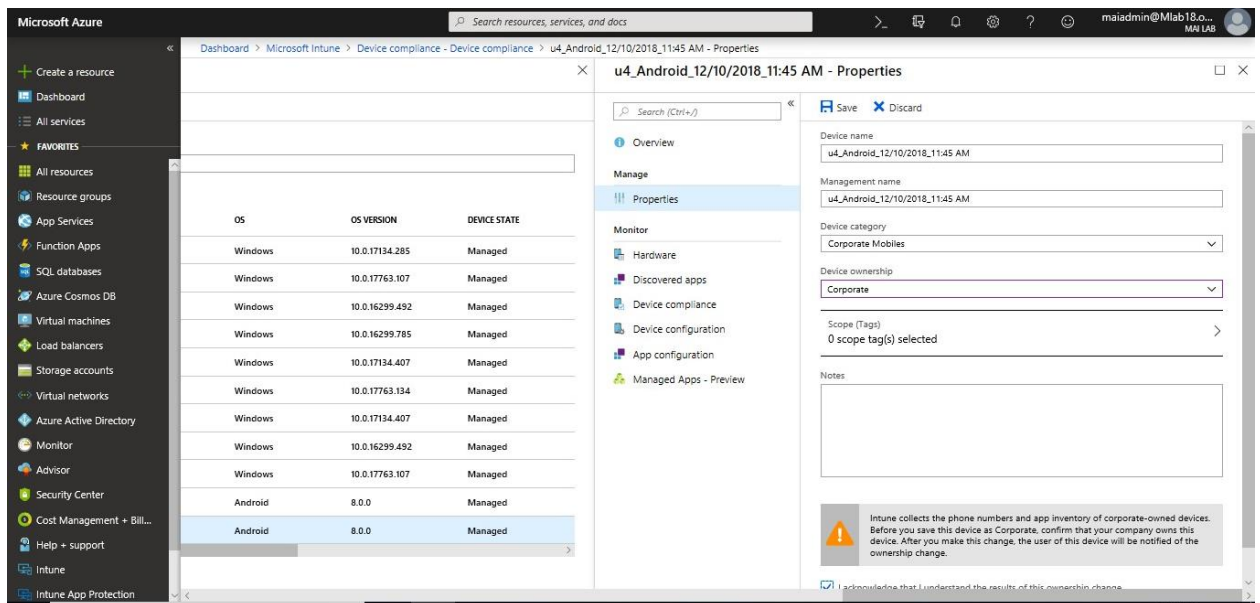 Microsoft Azure
Search resources, services, and docs
maiadmin@Mlab18.o...
MAI LAB
Dashboard > Microsoft Intune > Device compliance - Device compliance > u4_Android_12/10/2018_11:45 AM - Properties
Create a resource
Dashboard
All services
FAVORITES
All resources
Resource groups
App Services
Function Apps
SQL databases
Azure Cosmos DB
Virtual machines
Load balancers
Storage accounts
Virtual networks
Azure Active Directory
Monitor
Advisor
Security Center
Cost Management + Bill...
Help + support
Intune
Intune App Protection
OS OS VERSION DEVICE STATE
Windows 10.0.17134.285 Managed
Windows 10.0.17763.107 Managed
Windows 10.0.16299.492 Managed
Windows 10.0.16299.785 Managed
Windows 10.0.17134.407 Managed
Windows 10.0.17763.134 Managed
Windows 10.0.17134.407 Managed
Windows 10.0.16299.492 Managed
Windows 10.0.17763.107 Managed
Android 8.0.0 Managed
Android 8.0.0 Managed
u4_Android_12/10/2018_11:45 AM - Properties
Search (Ctrl+/)
Overview
Manage
Properties
Monitor
Hardware
Discovered apps
Device compliance
Device configuration
App configuration
Managed Apps - Preview
Save Discard
Device name
u4_Android_12/10/2018_11:45 AM
Management name
u4_Android_12/10/2018_11:45 AM
Device category
Corporate Mobiles
Device ownership
Corporate
Scope (Tags)
0 scope tag(s) selected
Notes
Intune collects the phone numbers and app inventory of corporate-owned devices.
Before you save this device as Corporate, confirm that your company owns this
device. After you make this change, the user of this device will be notified of the
ownership change.
I acknowledge that I understand the results of this ownership change